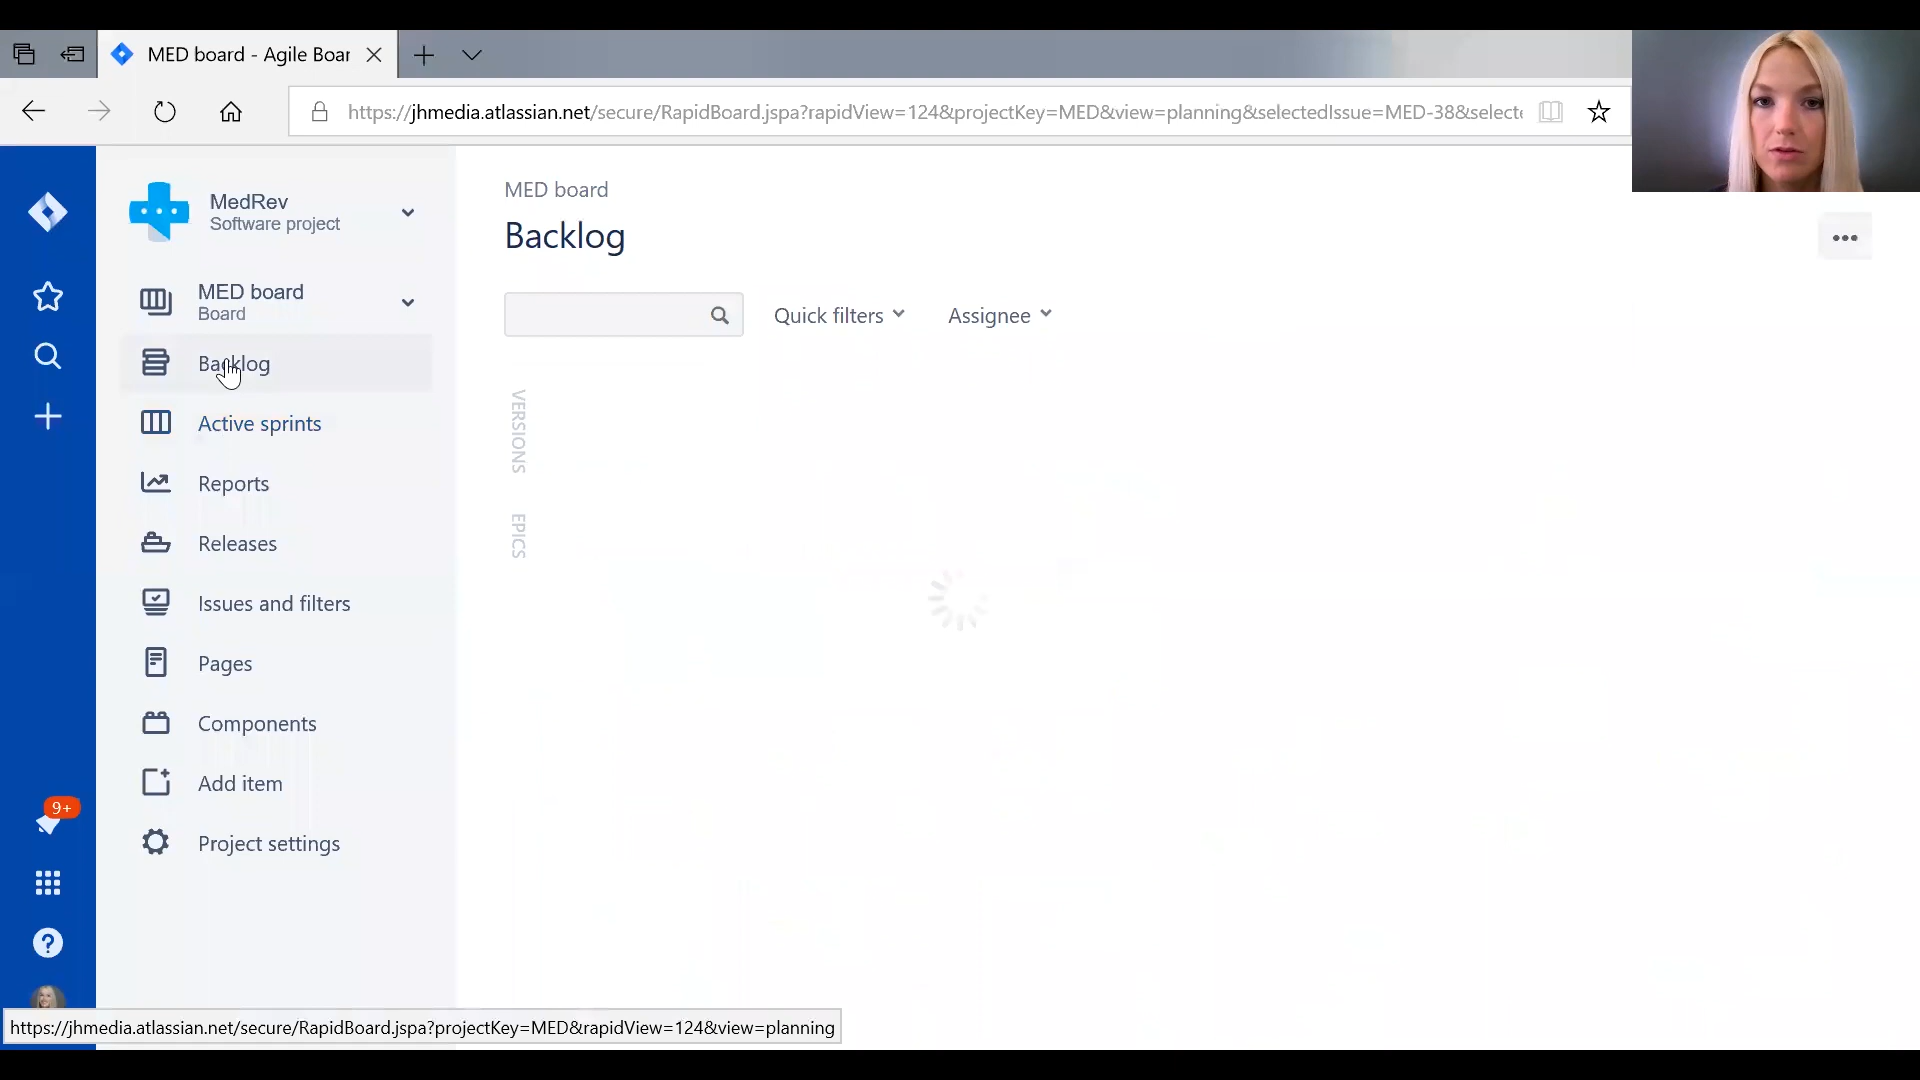 MED board - Agile Boar
https://jhmedia.atlassian.net/secure/RapidBoard.jspa?rapidView=124&projectKey=MED&view=planning&selectedIssue=MED-38&selecte
MedRev
Software project
MED board
Board
Backlog
Active sprints
Reports
Releases
Issues and filters
Pages
Components
Add item
Project settings
9+
MED board
Backlog
Quick filters
Assignee
VERSIONS
EPICS
https://jhmedia.atlassian.net/secure/RapidBoard.jspa?projectKey=MED&rapidView=124&view=planning